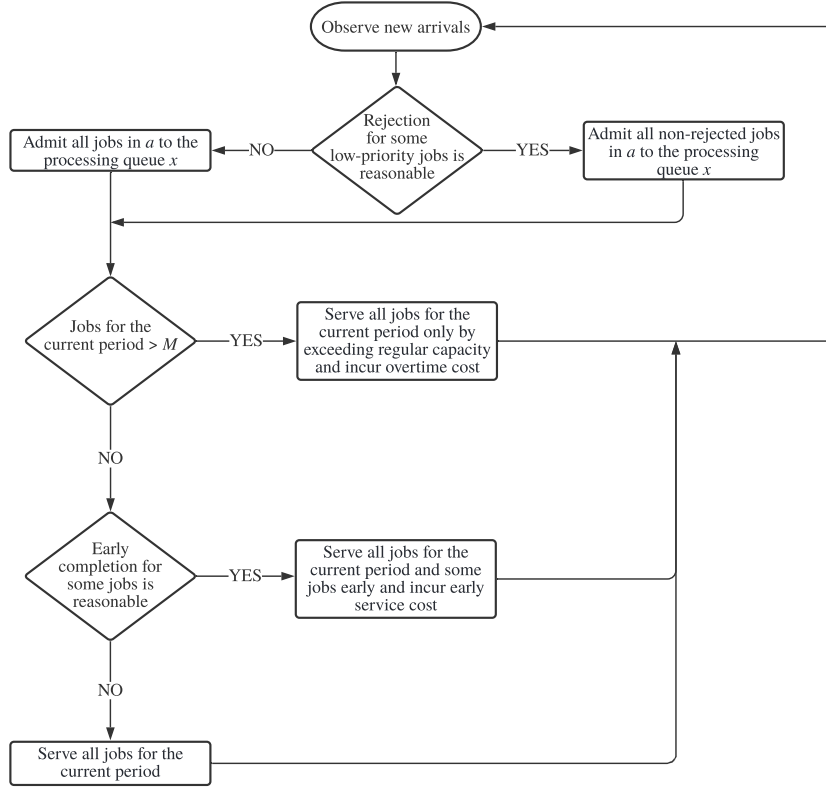 Observe new arrivals
Rejection
for some
low-priority jobs is
reasonable
NO
YES
Admit all jobs in a to the
processing queue x
Admit all non-rejected jobs
in a to the processing
queue x
Jobs for the
current period > M
YES
Serve all jobs for the
current period only by
exceeding regular capacity
and incur overtime cost
NO
Early
completion for
some jobs is
reasonable
YES
Serve all jobs for the
current period and some
jobs early and incur early
service cost
NO
Serve all jobs for the
current period